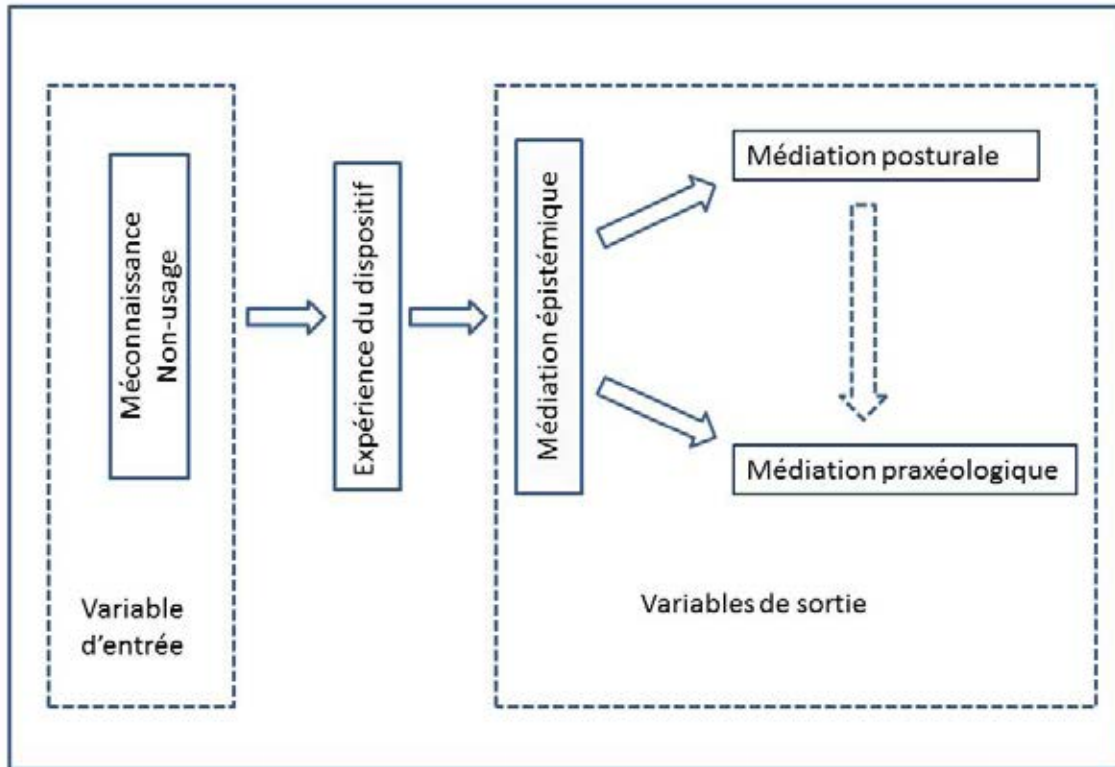 Méconnaissance
Non-usage
Variable
d'entrée
Expérience du dispositif
Médiation épistémique
Médiation posturale
Médiation praxéologique
Variables de sortie